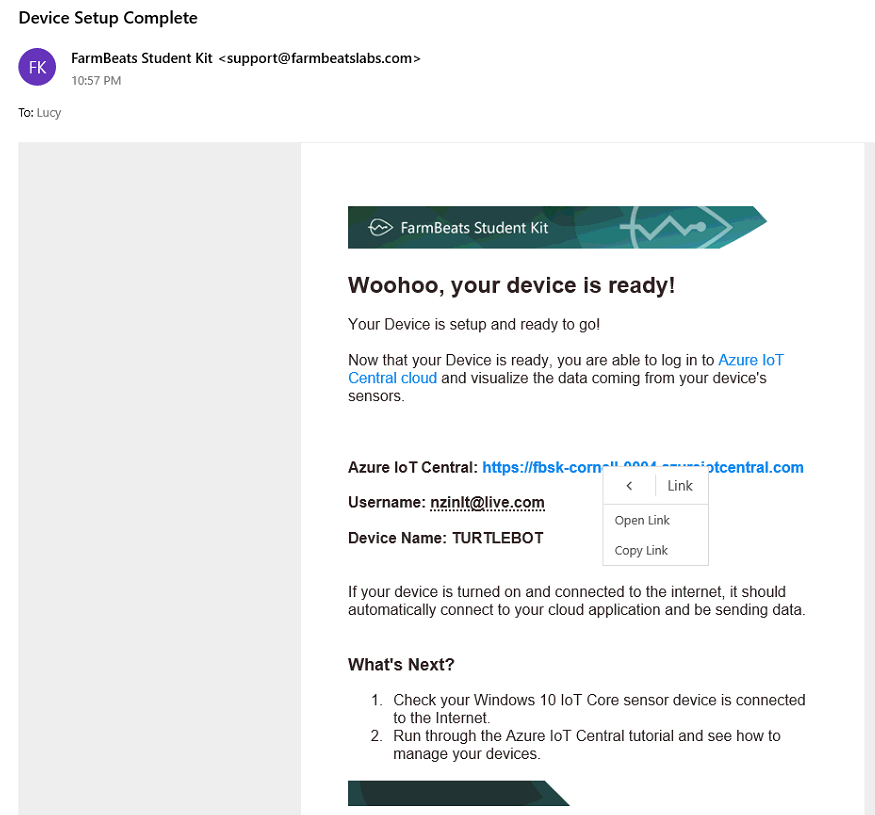 Device Setup Complete
FK
FarmBeats Student Kit <support@farmbeatslabs.com>
10:57 PM
To: Lucy
FarmBeats Student Kit
Woohoo, your device is ready!
Your Device is setup and ready to go!
Now that your Device is ready, you are able to log in to Azure IoT
Central cloud and visualize the data coming from your device's
sensors.
Azure IoT Central: https://fbsk-cornell-0004.azureiotcentral.com
Link
Username: nzinlt@live.com
Open Link
Device Name: TURTLEBOT
Copy Link
If your device is turned on and connected to the internet, it should
automatically connect to your cloud application and be sending data.
What's Next?
1. Check your Windows 10 IoT Core sensor device is connected
to the Internet.
2. Run through the Azure IoT Central tutorial and see how to
manage your devices.